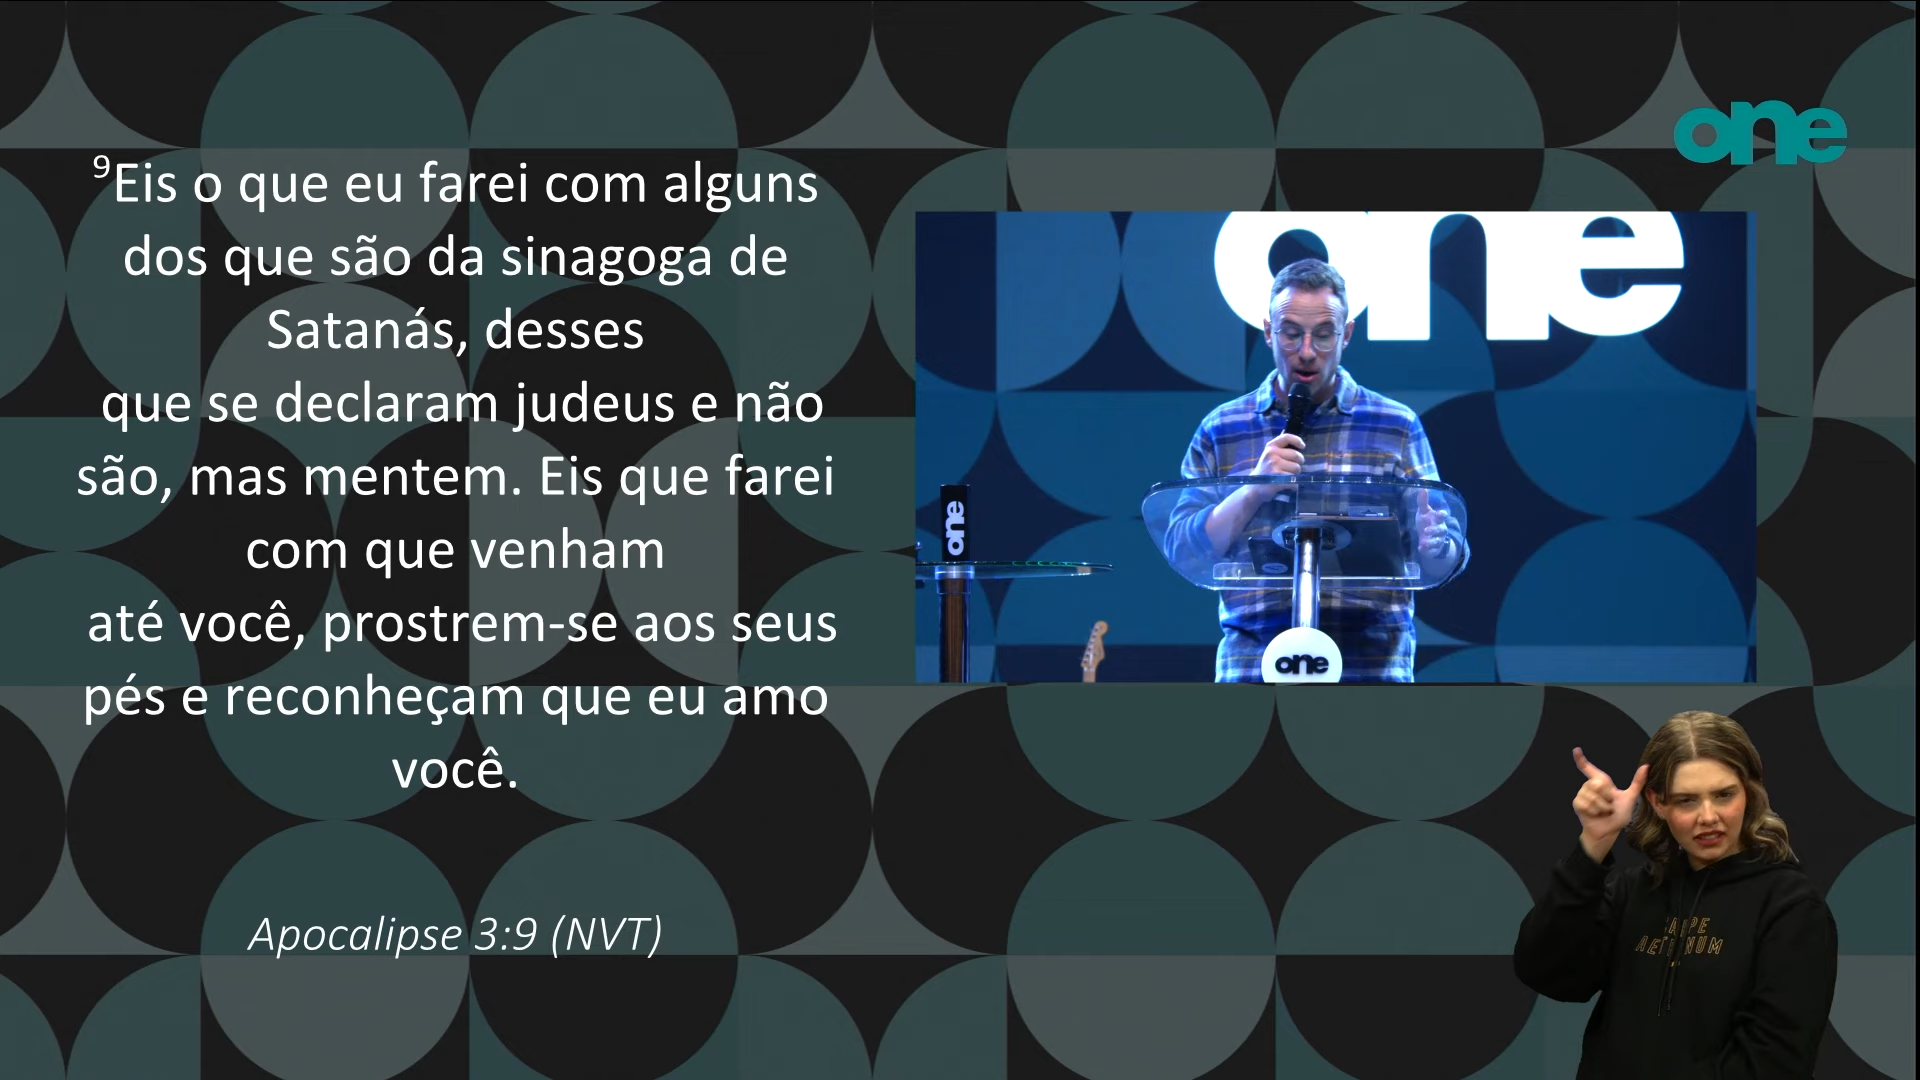 one
⁹Eis o que eu farei com alguns
dos que são da sinagoga de
Satanás, desses
que se declaram judeus e não
são, mas mentem. Eis que farei
com que venham
até você, prostrem-se aos seus
pés e reconheçam que eu amo
você.
Apocalipse 3:9 (NVT)
one
one
one